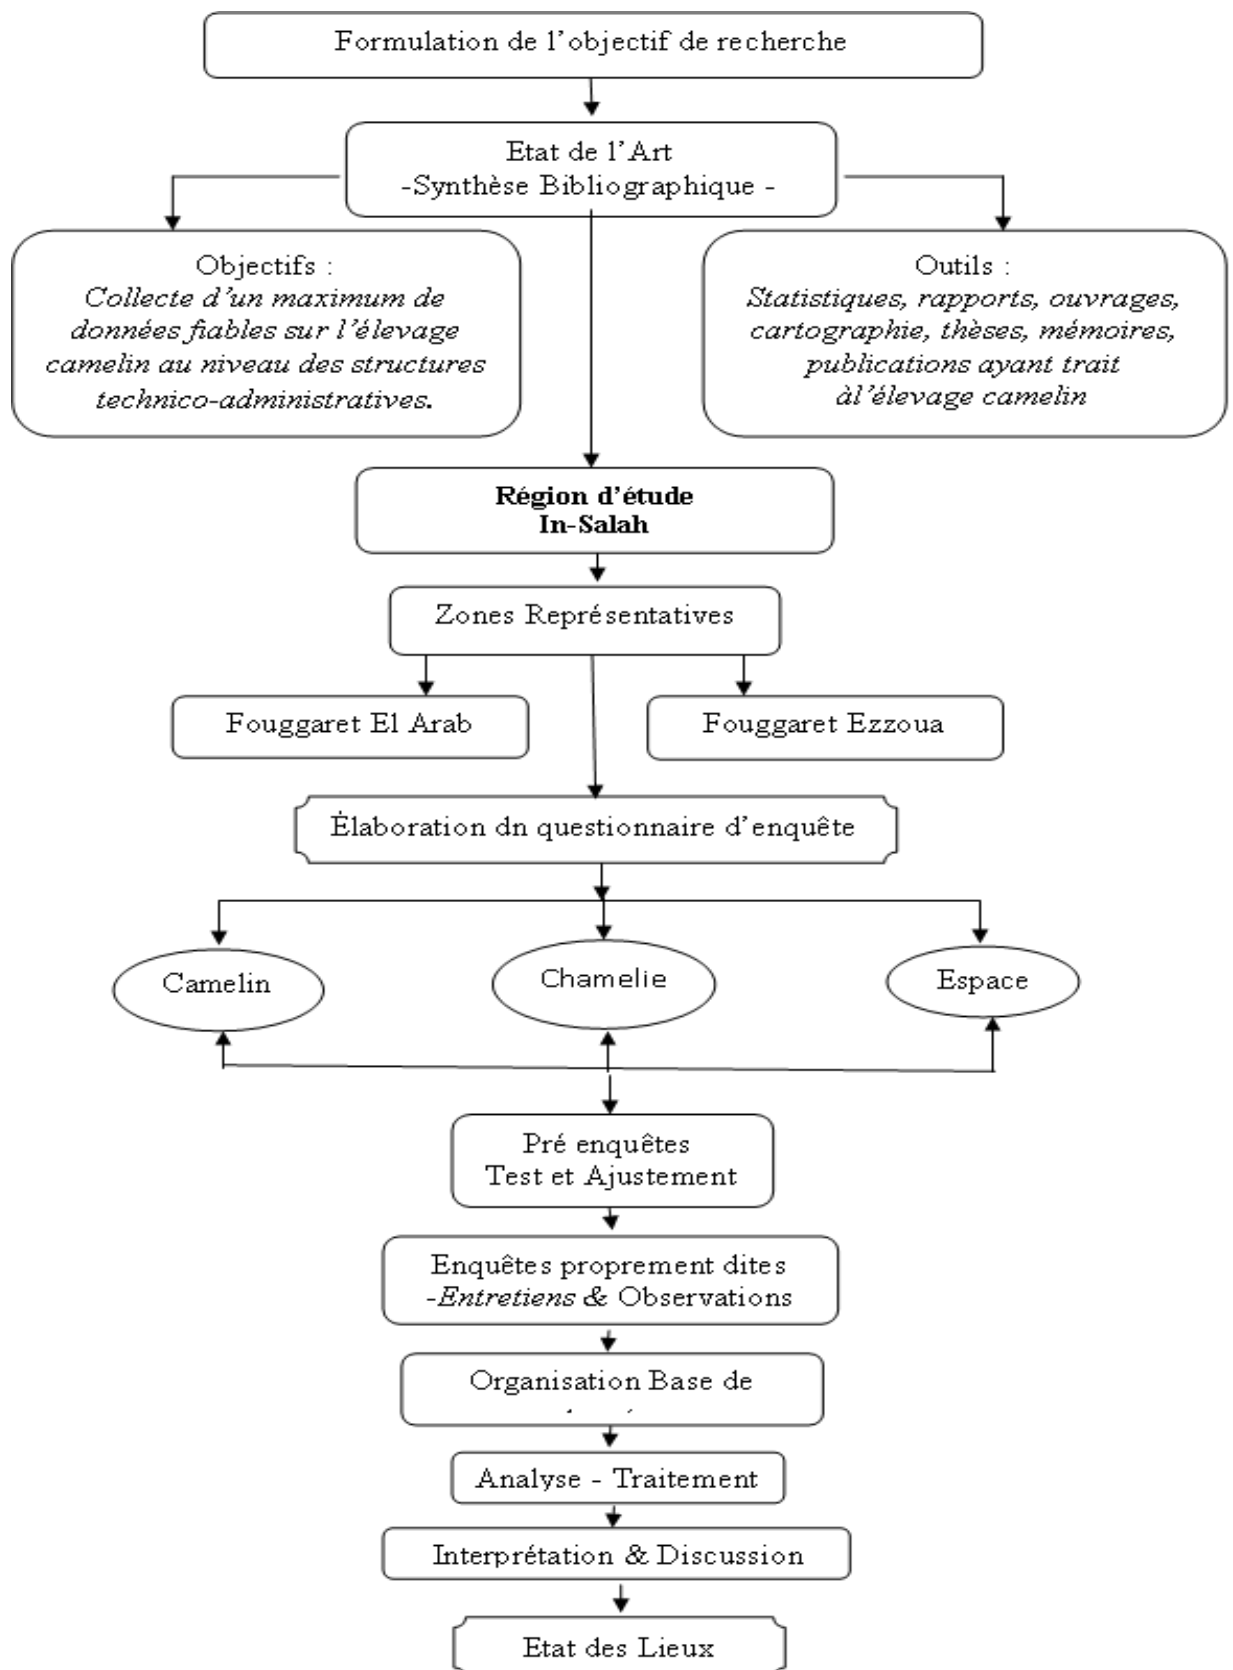 Formulation de l'objectif de recherche
Etat de l'Art
-Synthèse Bibliographique -
Objectifs :
Collecte d'un maximum de
données fiables sur l'élevage
camelin au niveau des structures
technico-administratives.
Outils :
Statistiques, rapports, ouvrages,
cartographie, thèses, mémoires,
publications ayant trait
àl'élevage camelin
Région d'étude
In-Salah
Zones Représentatives
Fouggaret El Arab
Fouggaret Ezzoua
Élaboration dn questionnaire d'enquête
Camelin
Chamelie
Espace
Pré enquêtes
Test et Ajustement
Enquêtes proprement dites
-Entretiens & Observations
Organisation Base de
Analyse - Traitement
Interprétation & Discussion
Etat des Lieux